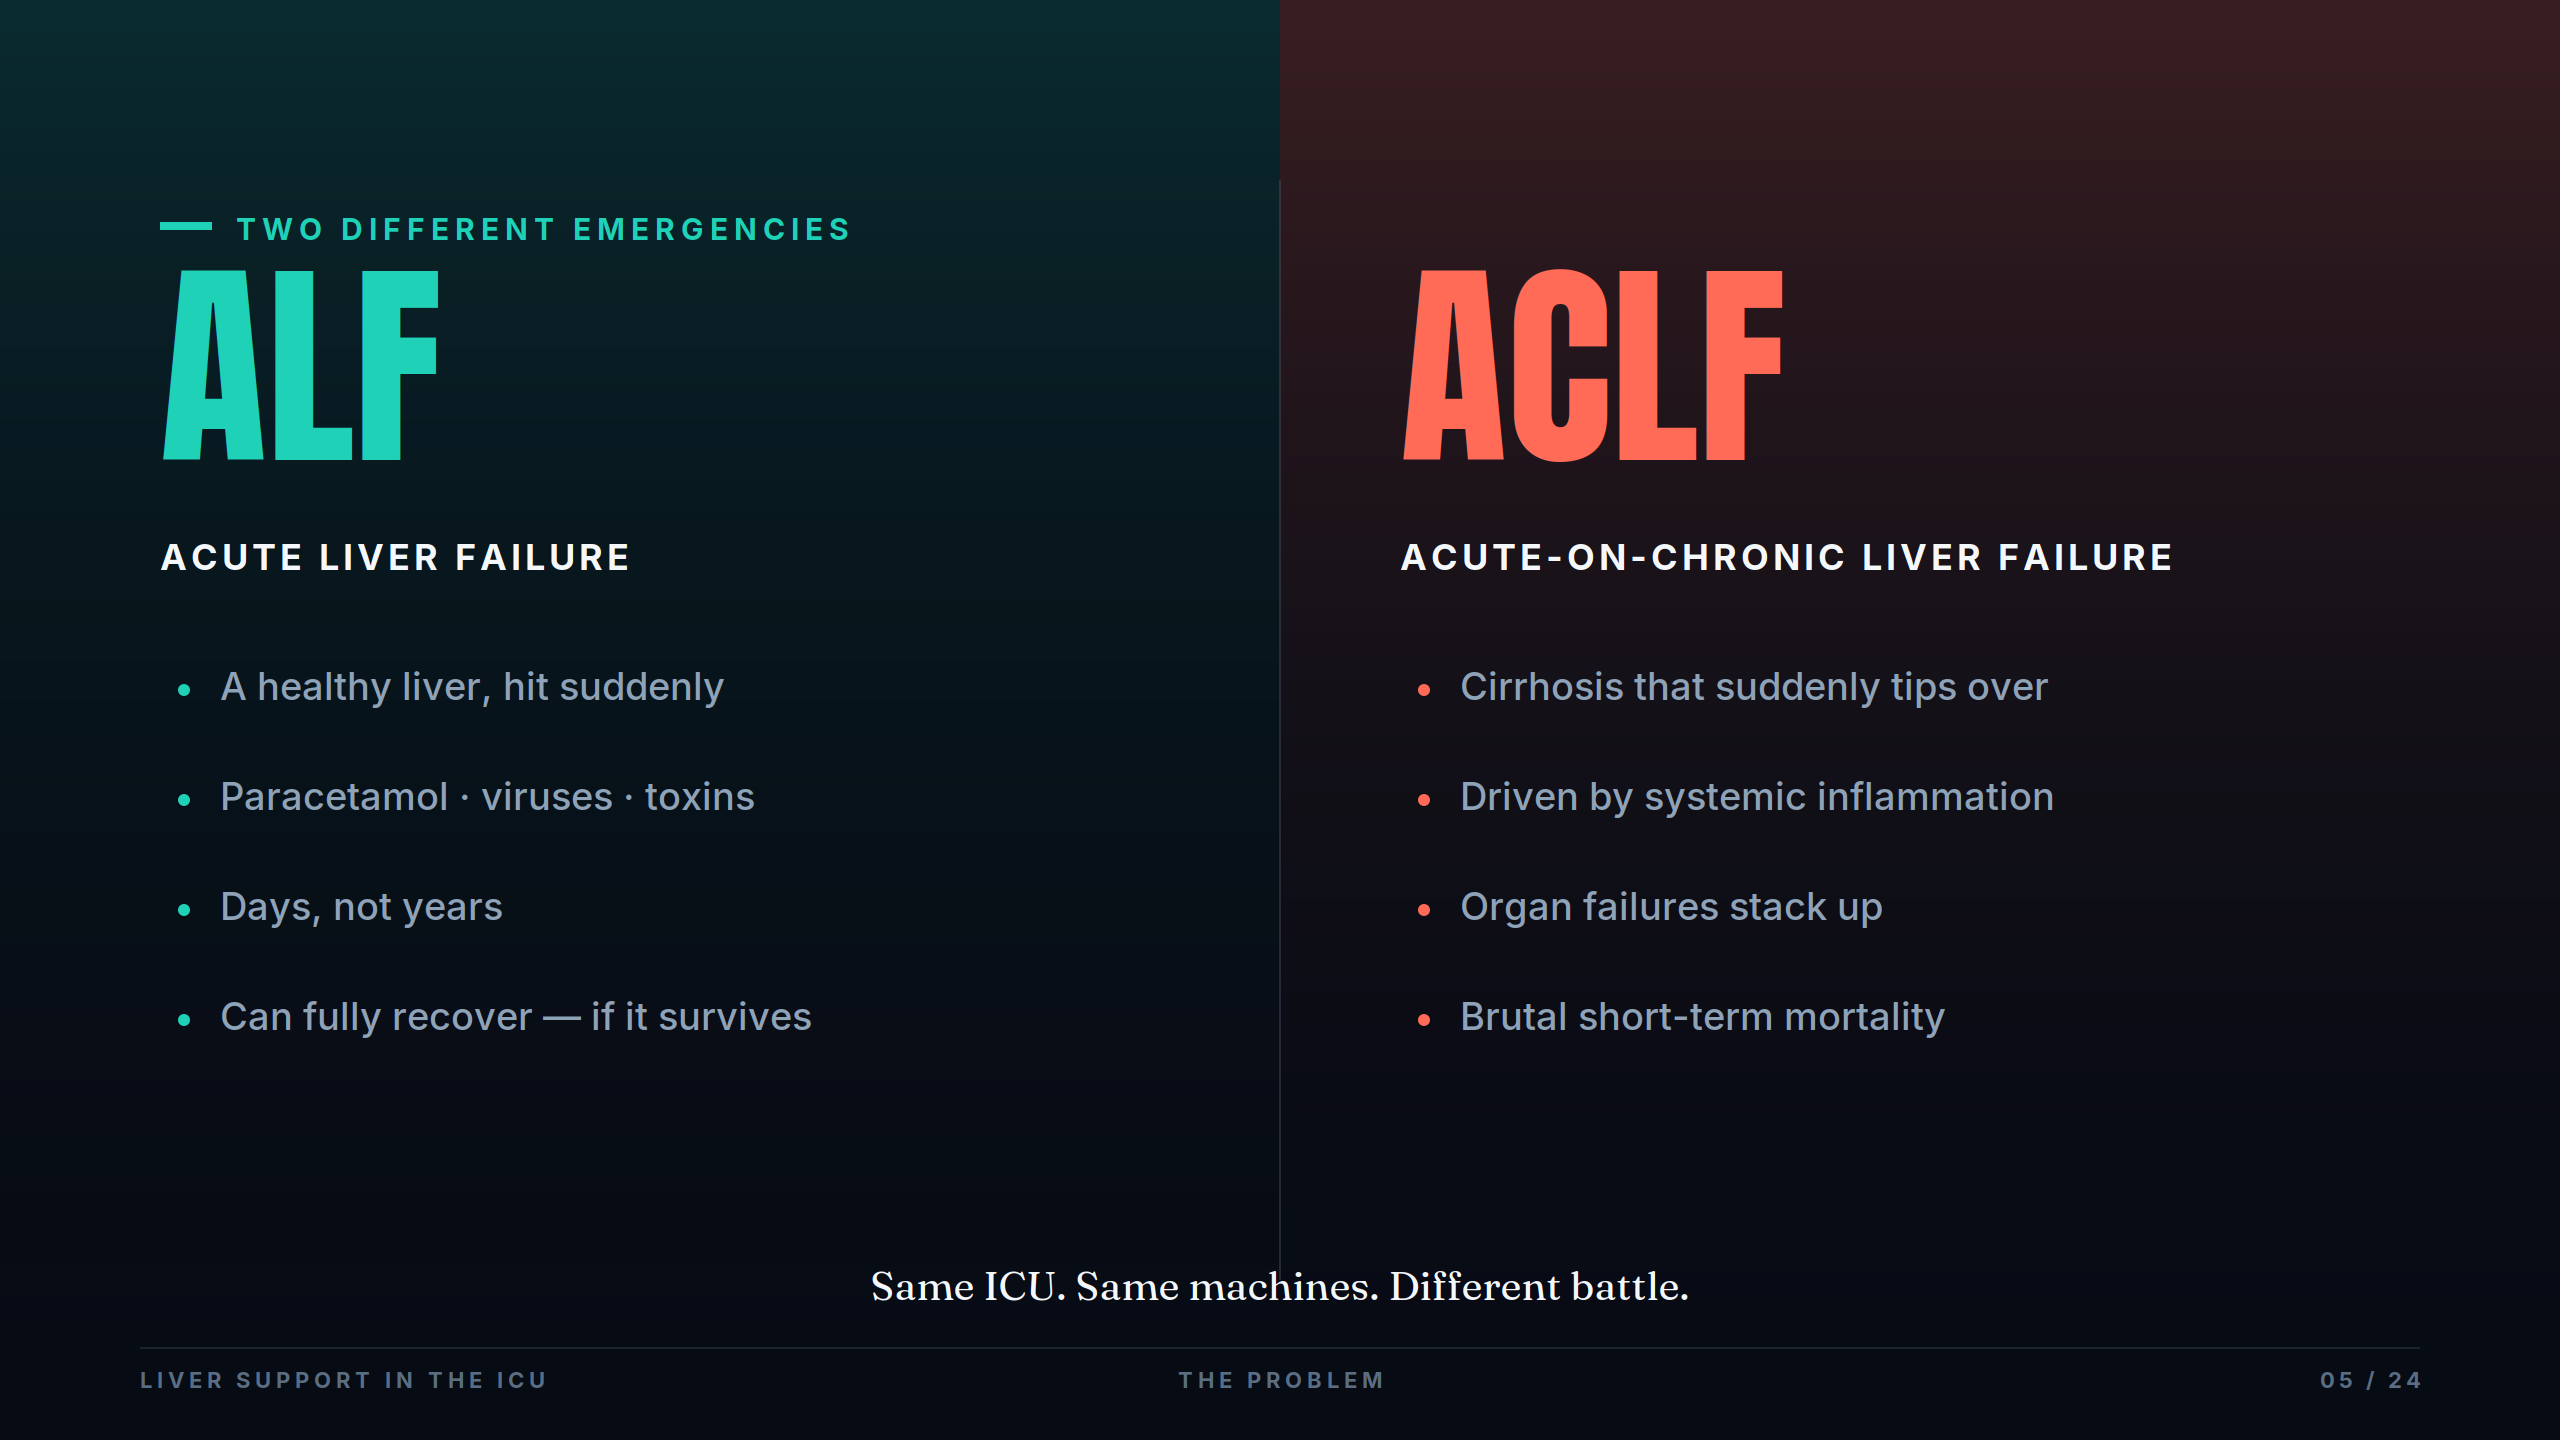 TWO DIFFERENT EMERGENCIES
ALF
ACUTE LIVER FAILURE
• A healthy liver, hit suddenly
• Paracetamol · viruses · toxins
• Days, not years
• Can fully recover — if it survives
ACLF
ACUTE-ON-CHRONIC LIVER FAILURE
• Cirrhosis that suddenly tips over
• Driven by systemic inflammation
• Organ failures stack up
• Brutal short-term mortality
Same ICU. Same machines. Different battle.
LIVER SUPPORT IN THE ICU
THE PROBLEM
05 / 24